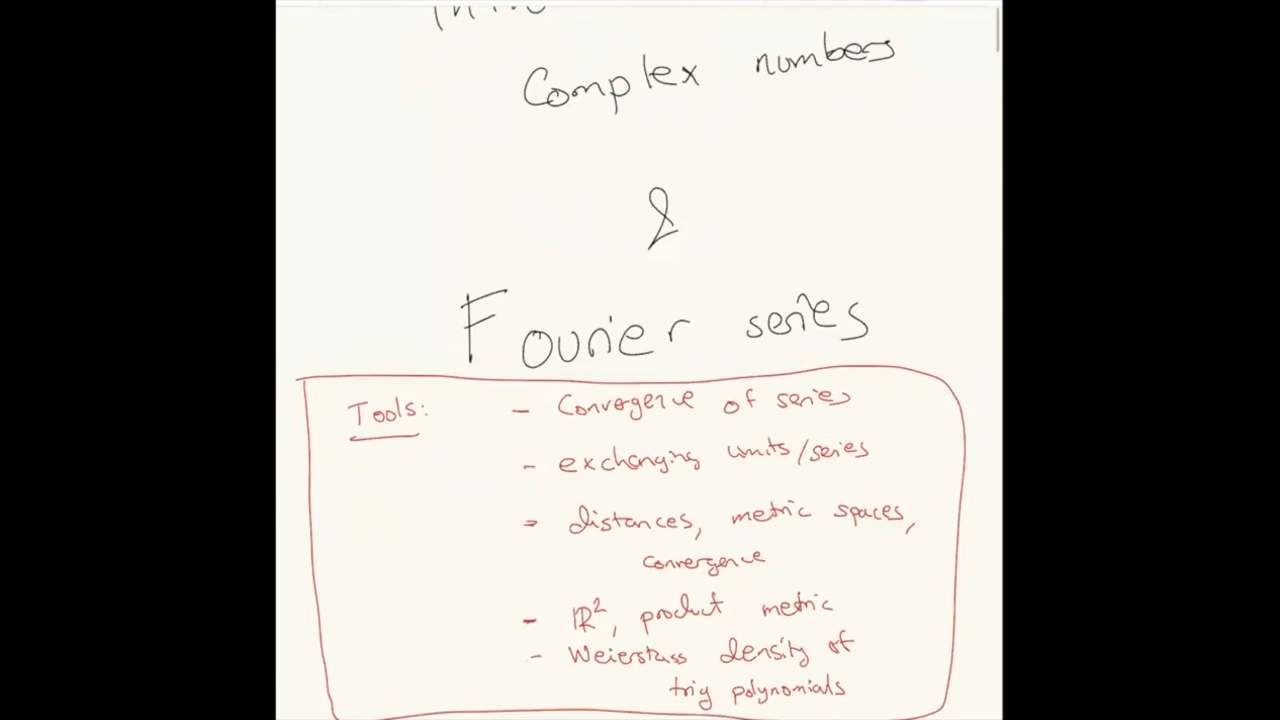 Complex numbers
&
Fourier series
Tools: - Convergence of series
- exchanging limits/series
- distances, metric spaces,
convergence
- ℝ², product metric
- Weierstrass density of
trig polynomials